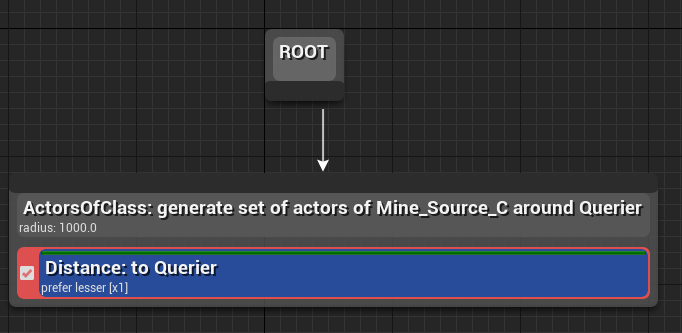 ROOT
ActorsOfClass: generate set of actors of Mine_Source_C around Querier
radius: 1000.0
Distance: to Querier
prefer lesser [x1]